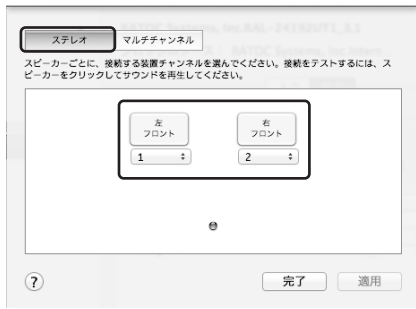 ステレオ マルチチャンネル
スピーカーごとに、接続する装置チャンネルを選んでください。接続をテストするには、ス
ピーカーをクリックしてサウンドを再生してください。
左 右
フロント フロント
1 2
? 完了 適用